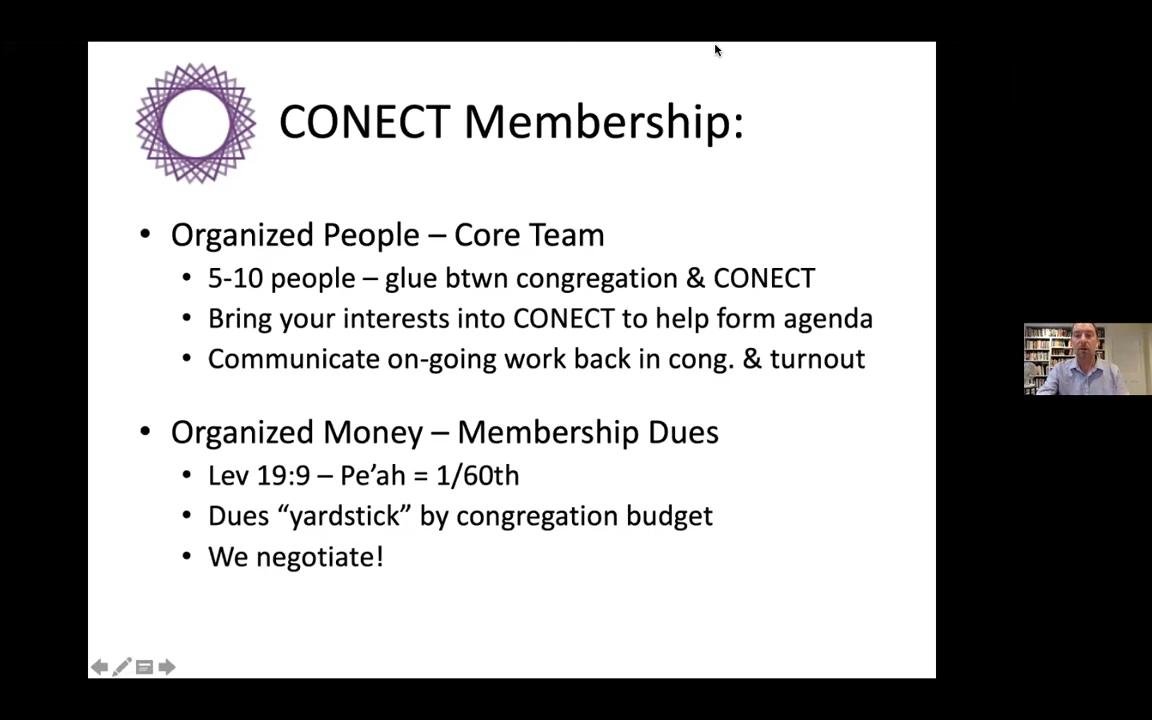 CONECT Membership:
• Organized People – Core Team
• 5-10 people – glue btwn congregation & CONECT
• Bring your interests into CONECT to help form agenda
• Communicate on-going work back in cong. & turnout
• Organized Money – Membership Dues
• Lev 19:9 – Pe’ah = 1/60th
• Dues “yardstick” by congregation budget
• We negotiate!